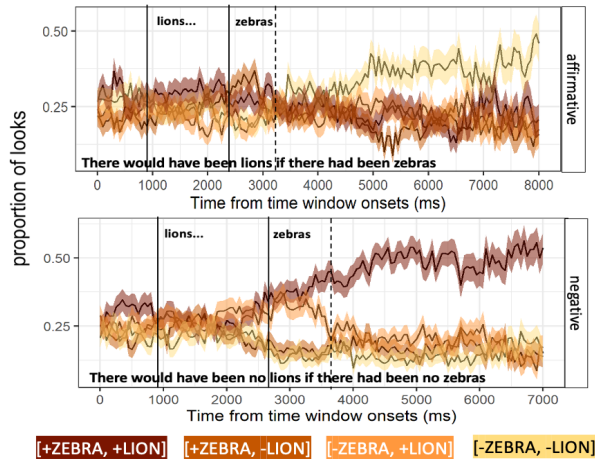 proportion of looks
0.50
0.25
lions...
zebras
There would have been lions if there had been zebras
affirmative
0 1000 2000 3000 4000 5000 6000 7000 8000
Time from time window onsets (ms)
0.50
0.25
lions...
zebras
There would have been no lions if there had been no zebras
negative
0 1000 2000 3000 4000 5000 6000 7000
Time from time window onsets (ms)
[+ZEBRA, +LION] [+ZEBRA, -LION] [-ZEBRA, +LION] [-ZEBRA, -LION]